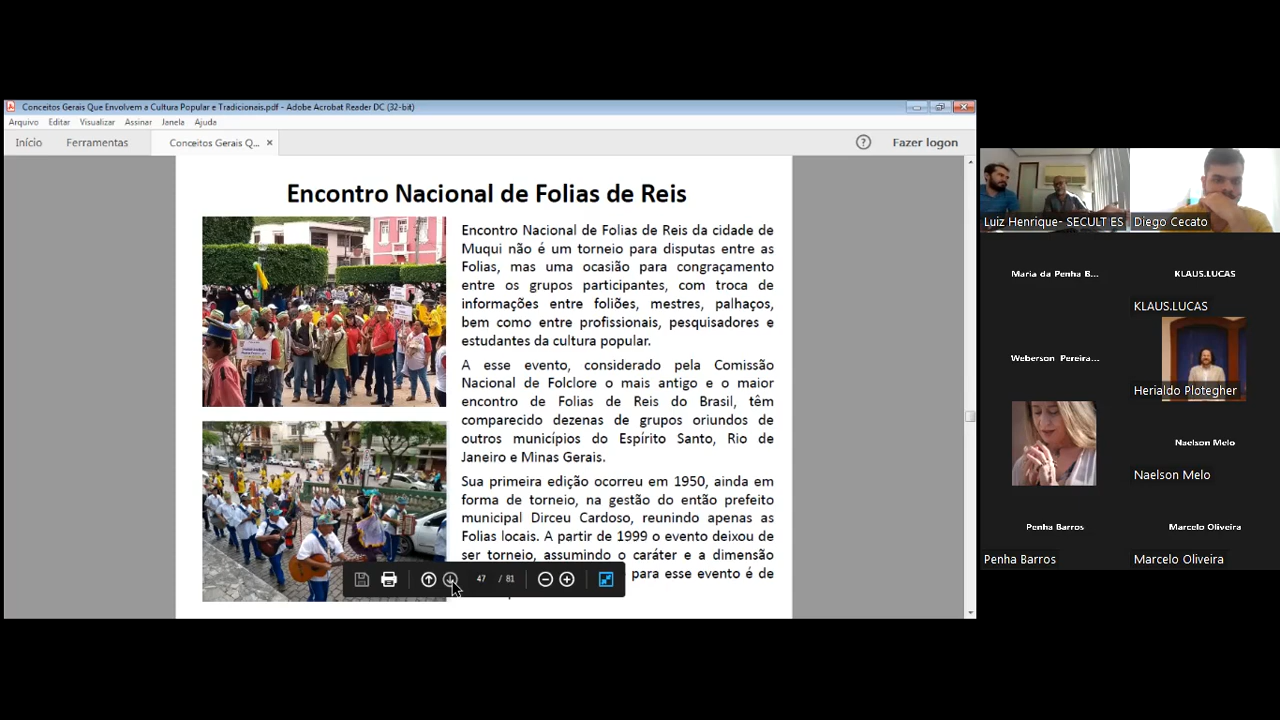 Conceitos Gerais Que Envolvem a Cultura Popular e Tradicionais.pdf - Adobe Acrobat Reader DC (32-bit)
Arquivo Editar Visualizar Assinar Janela Ajuda
Início Ferramentas Conceitos Gerais Q... Fazer logon
Encontro Nacional de Folias de Reis
Encontro Nacional de Folias de Reis da cidade de
Muqui não é um torneio para disputas entre as
Folias, mas uma ocasião para congraçamento
entre os grupos participantes, com troca de
informações entre foliões, mestres, palhaços,
bem como entre profissionais, pesquisadores e
estudantes da cultura popular.
A esse evento, considerado pela Comissão
Nacional de Folclore o mais antigo e o maior
encontro de Folias de Reis do Brasil, têm
comparecido dezenas de grupos oriundos de
outros municípios do Espírito Santo, Rio de
Janeiro e Minas Gerais.
Sua primeira edição ocorreu em 1950, ainda em
forma de torneio, na gestão do então prefeito
municipal Dirceu Cardoso, reunindo apenas as
Folias locais. A partir de 1999 o evento deixou de
ser torneio, assumindo o caráter e a dimensão
para esse evento é de
47 / 81
Luiz Henrique- SECULT ES
Diego Cecato
Maria da Penha B...
KLAUS.LUCAS
KLAUS.LUCAS
Weberson Pereira...
Herialdo Plotegher
Naelson Melo
Naelson Melo
Penha Barros
Marcelo Oliveira
Penha Barros
Marcelo Oliveira